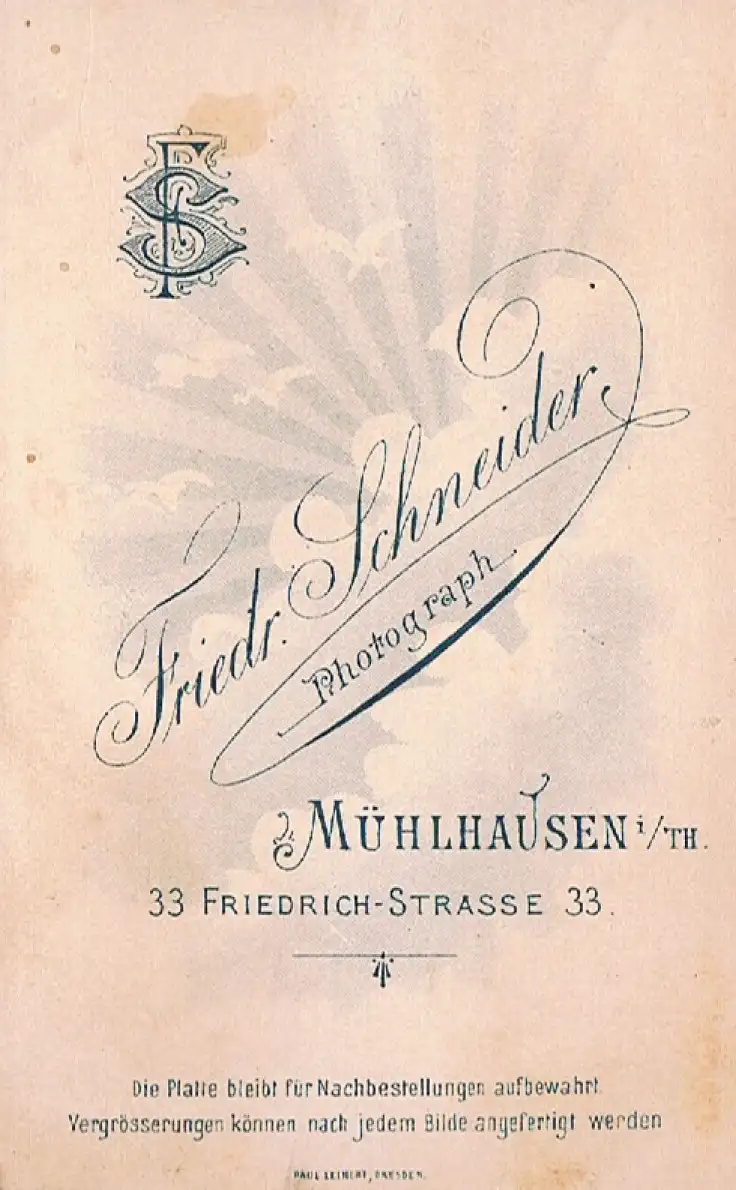 FS
Friedr. Schneider.
Photograph.
MÜHLHAUSEN i/TH.
33 FRIEDRICH-STRASSE 33.
Die Platte bleibt für Nachbestellungen aufbewahrt.
Vergrösserungen können nach jedem Bilde angefertigt werden
PAUL LEINERT, DRESDEN.